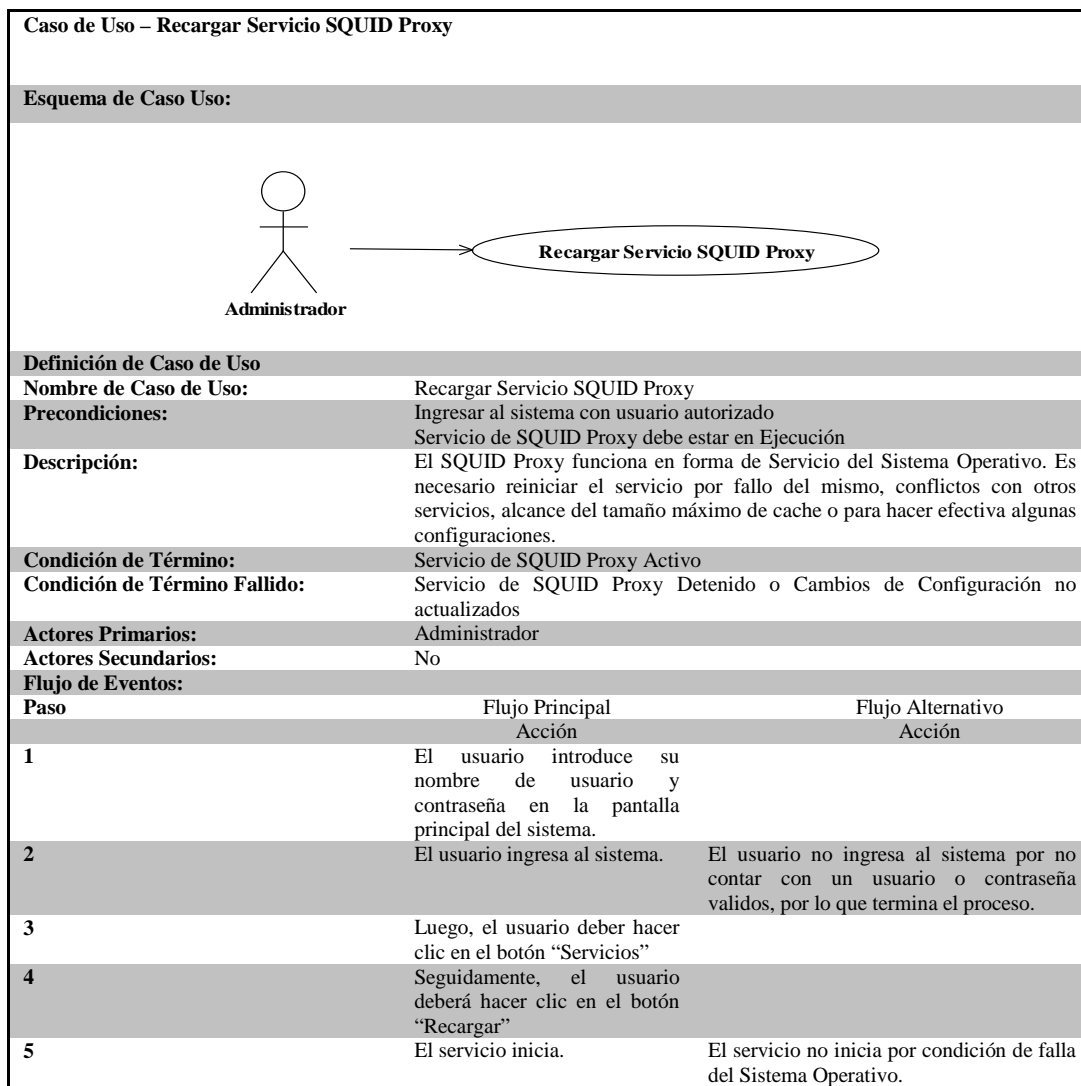 Caso de Uso – Recargar Servicio SQUID Proxy
Esquema de Caso Uso:
Recargar Servicio SQUID Proxy
Administrador
Definición de Caso de Uso
Nombre de Caso de Uso: Recargar Servicio SQUID Proxy
Precondiciones: Ingresar al sistema con usuario autorizado
Servicio de SQUID Proxy debe estar en Ejecución
Descripción: El SQUID Proxy funciona en forma de Servicio del Sistema Operativo. Es
necesario reiniciar el servicio por fallo del mismo, conflictos con otros
servicios, alcance del tamaño máximo de cache o para hacer efectiva algunas
configuraciones.
Condición de Término: Servicio de SQUID Proxy Activo
Condición de Término Fallido: Servicio de SQUID Proxy Detenido o Cambios de Configuración no
actualizados
Actores Primarios: Administrador
Actores Secundarios: No
Flujo de Eventos:
Paso Flujo Principal Flujo Alternativo
Acción Acción
1 El usuario introduce su
nombre de usuario y
contraseña en la pantalla
principal del sistema.
2 El usuario ingresa al sistema. El usuario no ingresa al sistema por no
contar con un usuario o contraseña
validos, por lo que termina el proceso.
3 Luego, el usuario deber hacer
clic en el botón “Servicios”
4 Seguidamente, el usuario
deberá hacer clic en el botón
“Recargar”
5 El servicio inicia. El servicio no inicia por condición de falla
del Sistema Operativo.